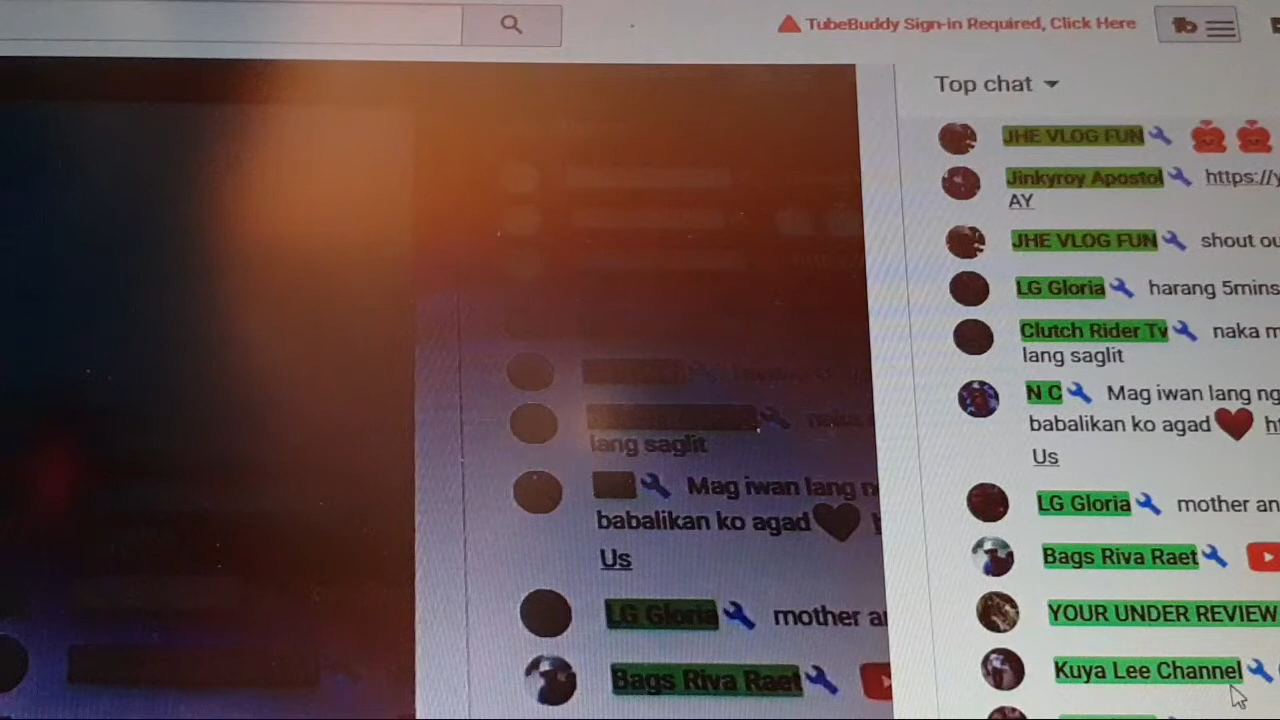 TubeBuddy Sign-in Required, Click Here
Top chat
JHE VLOG FUN
Jinkyroy Apostol https://y
AY
JHE VLOG FUN shout ou
LG Gloria harang 5mins
Clutch Rider Tv naka m
lang saglit
N C Mag iwan lang ng
babalikan ko agad ht
Us
LG Gloria mother an
Bags Riva Raet
YOUR UNDER REVIEW
Kuya Lee Channel
lang saglit
Mag iwan lang n
babalikan ko agad
Us
LG Gloria mother a
Bags Riva Raet